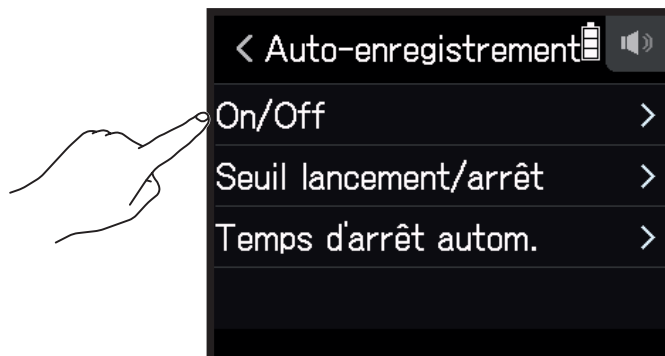 Auto-enregistrement
On/Off
Seuil lancement/arrêt
Temps d'arrêt autom.